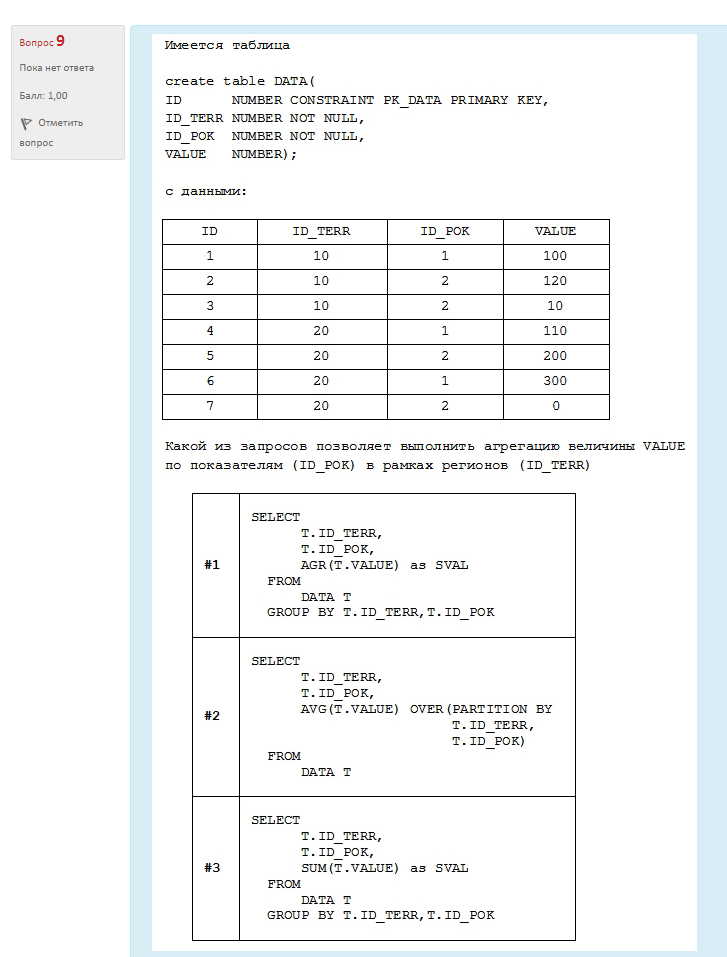 Вопрос 9
Пока нет ответа
Балл: 1,00
Отметить
вопрос
Имеется таблица
create table DATA(
ID NUMBER CONSTRAINT PK_DATA PRIMARY KEY,
ID_TERR NUMBER NOT NULL,
ID_POK NUMBER NOT NULL,
VALUE NUMBER);
с данными:
ID ID_TERR ID_POK VALUE
1 10 1 100
2 10 2 120
3 10 2 10
4 20 1 110
5 20 2 200
6 20 1 300
7 20 2 0
Какой из запросов позволяет выполнить агрегацию величины VALUE
по показателям (ID_POK) в рамках регионов (ID_TERR)
#1
SELECT
T.ID_TERR,
T.ID_POK,
AGR(T.VALUE) as SVAL
FROM
DATA T
GROUP BY T.ID_TERR,T.ID_POK
#2
SELECT
T.ID_TERR,
T.ID_POK,
AVG(T.VALUE) OVER(PARTITION BY
T.ID_TERR,
T.ID_POK)
FROM
DATA T
#3
SELECT
T.ID_TERR,
T.ID_POK,
SUM(T.VALUE) as SVAL
FROM
DATA T
GROUP BY T.ID_TERR,T.ID_POK